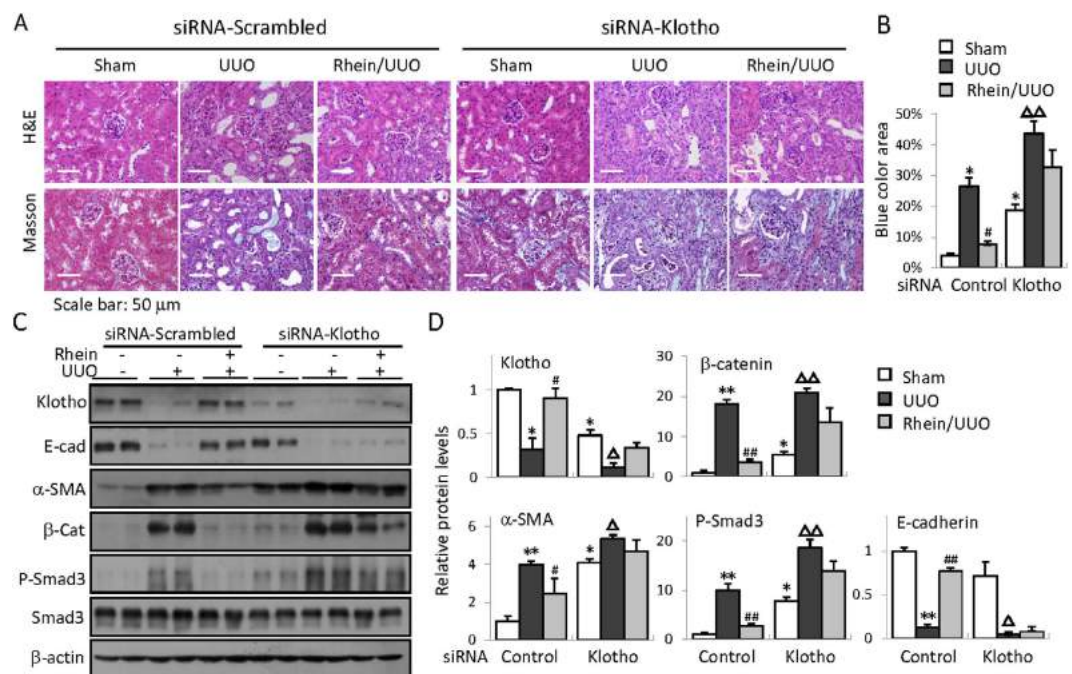 A
siRNA-Scrambled siRNA-Klotho
Sham UUO Rhein/UUO Sham UUO Rhein/UUO
H&E
Masson
Scale bar: 50 μm
B
Sham
UUO
Rhein/UUO
Blue color area
50%
40%
30%
20%
10%
0%
* # * ΔΔ
siRNA Control Klotho
C
siRNA-Scrambled siRNA-Klotho
Rhein - - + - - +
UUO - + + - + +
Klotho
E-cad
α-SMA
β-Cat
P-Smad3
Smad3
β-actin
D
Relative protein levels
Klotho
1
0.5
0
* # * Δ
β-catenin
30
20
10
0
** ## * ΔΔ
Sham
UUO
Rhein/UUO
α-SMA
6
4
2
0
** # * Δ
P-Smad3
20
10
0
** ## * ΔΔ
E-cadherin
1
0.5
0
** ## Δ
siRNA Control Klotho Control Klotho Control Klotho